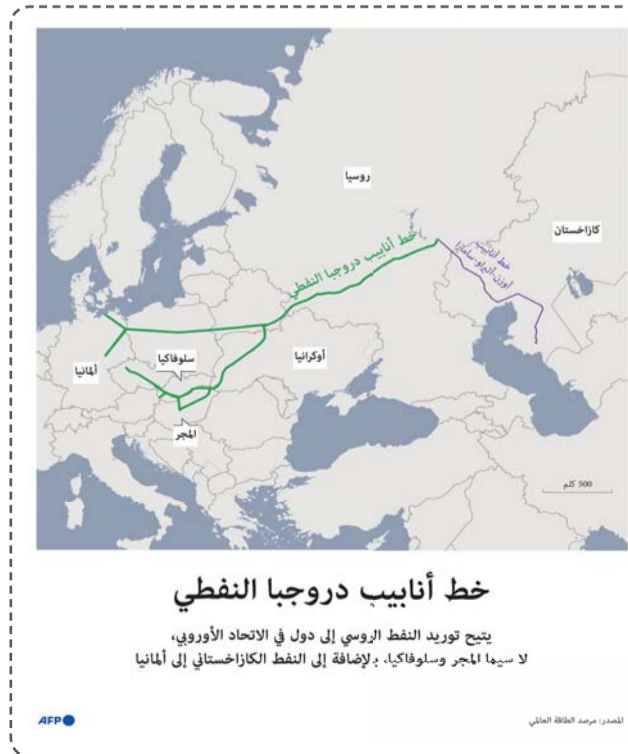 روسيا
كازاخستان
خط أنابيب دروجبا النفطي
خط أنابيب
أوزن-أتيراو-سامارا
سلوفاكيا
أوكرانيا
ألمانيا
المجر
500 كلم
خط أنابيب دروجبا النفطي
يتيح توريد النفط الروسي إلى دول في الاتحاد الأوروبي،
لا سيما المجر وسلوفاكيا، بالإضافة إلى النفط الكازاخستاني إلى ألمانيا
المصدر: مرصد الطاقة العالمي
AFP